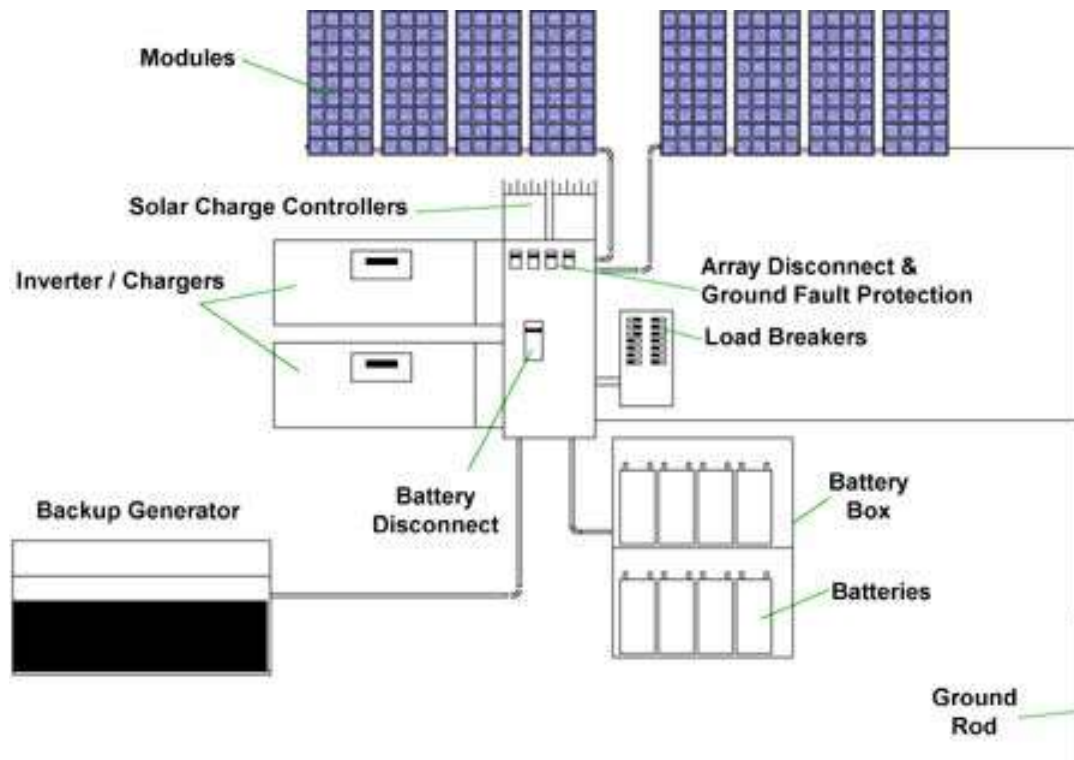 Modules
Solar Charge Controllers
Inverter / Chargers
Array Disconnect &
Ground Fault Protection
Load Breakers
Battery
Disconnect
Backup Generator
Battery
Box
Batteries
Ground
Rod